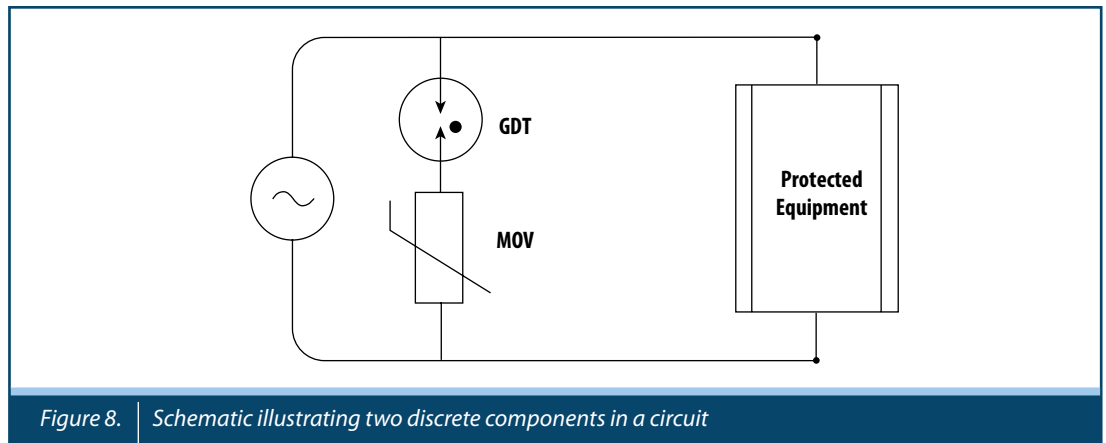 GDT
MOV
Protected
Equipment
Figure 8. Schematic illustrating two discrete components in a circuit